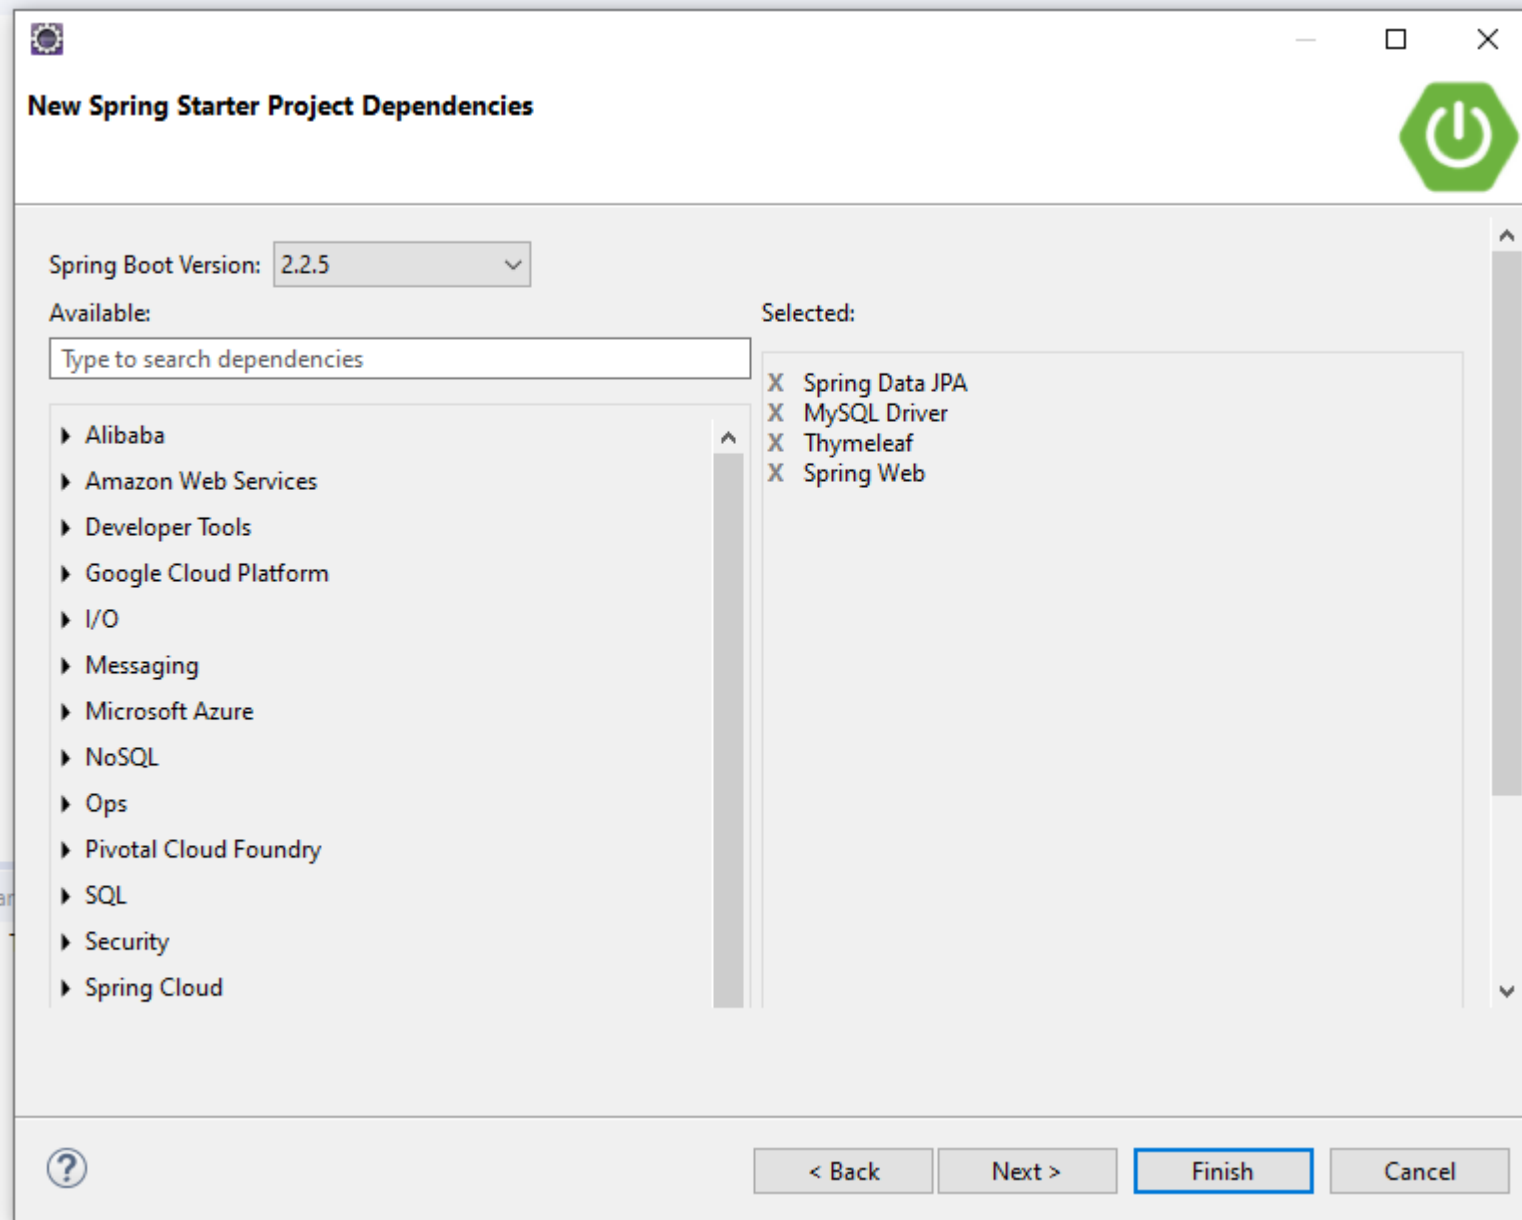 New Spring Starter Project Dependencies
Spring Boot Version: 2.2.5
Available:
Type to search dependencies
Alibaba
Amazon Web Services
Developer Tools
Google Cloud Platform
I/O
Messaging
Microsoft Azure
NoSQL
Ops
Pivotal Cloud Foundry
SQL
Security
Spring Cloud
Selected:
X Spring Data JPA
X MySQL Driver
X Thymeleaf
X Spring Web
? < Back Next > Finish Cancel